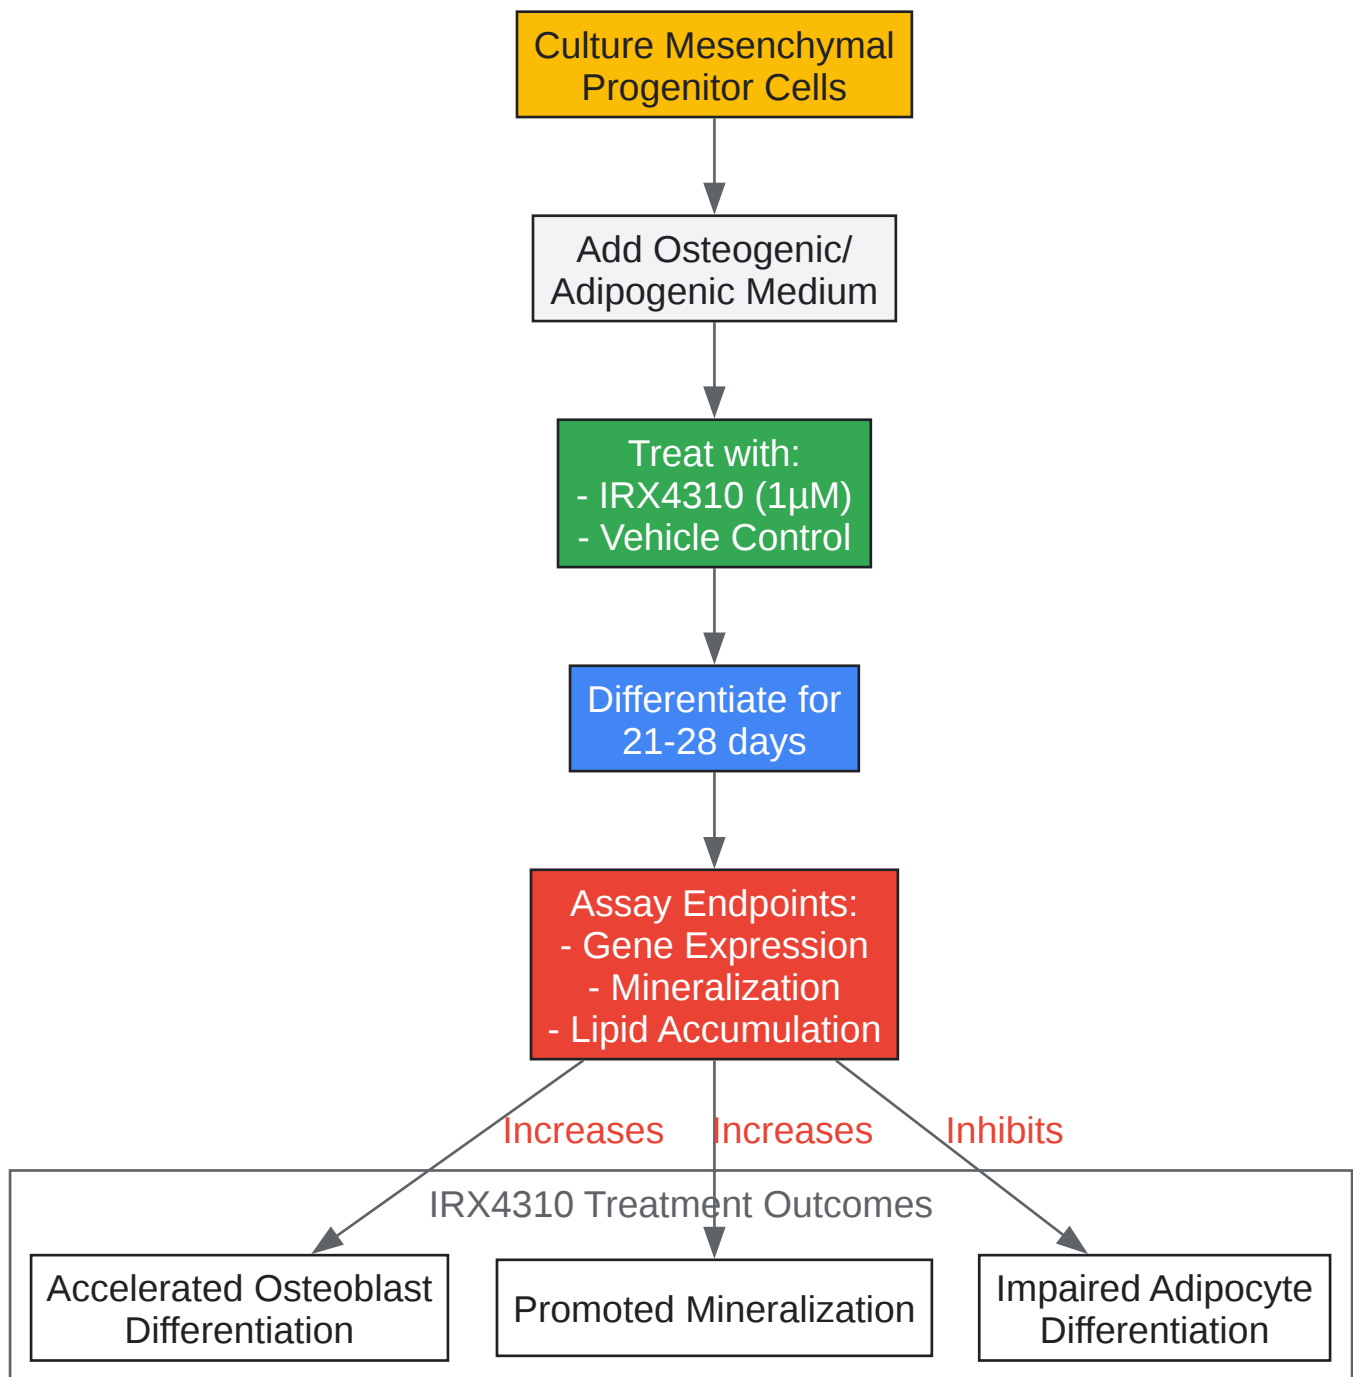 Culture Mesenchymal
Progenitor Cells
Add Osteogenic/
Adipogenic Medium
Treat with:
- IRX4310 (1µM)
- Vehicle Control
Differentiate for
21-28 days
Assay Endpoints:
- Gene Expression
- Mineralization
- Lipid Accumulation
Increases
Increases
Inhibits
IRX4310 Treatment Outcomes
Accelerated Osteoblast
Differentiation
Promoted Mineralization
Impaired Adipocyte
Differentiation